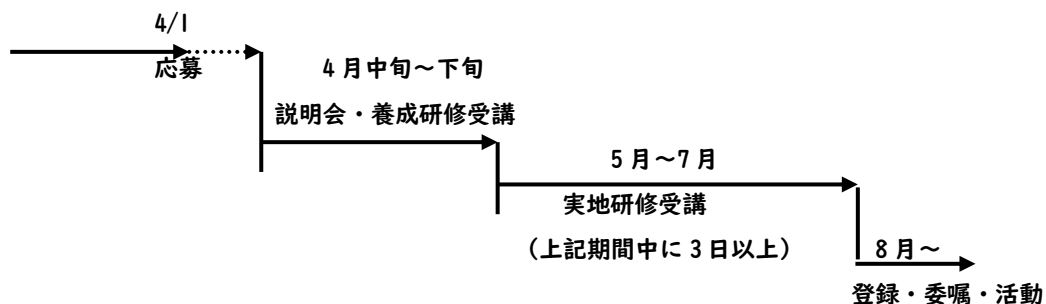 4/1
応募
4月中旬～下旬
説明会・養成研修受講
5月～7月
実地研修受講
（上記期間中に3日以上）
8月～
登録・委嘱・活動